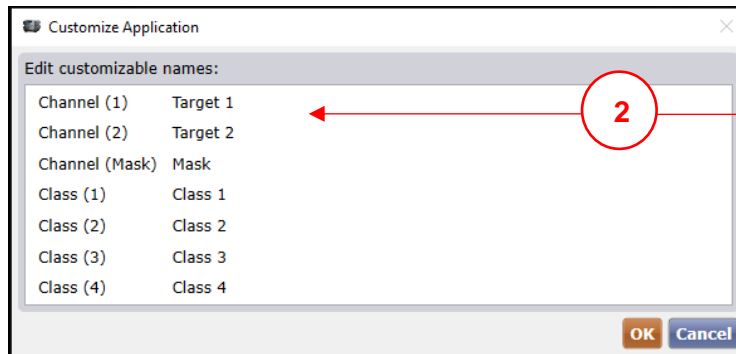 Customize Application
Edit customizable names:
Channel (1) Target 1
2
Channel (2) Target 2
Channel (Mask) Mask
Class (1) Class 1
Class (2) Class 2
Class (3) Class 3
Class (4) Class 4
OK Cancel